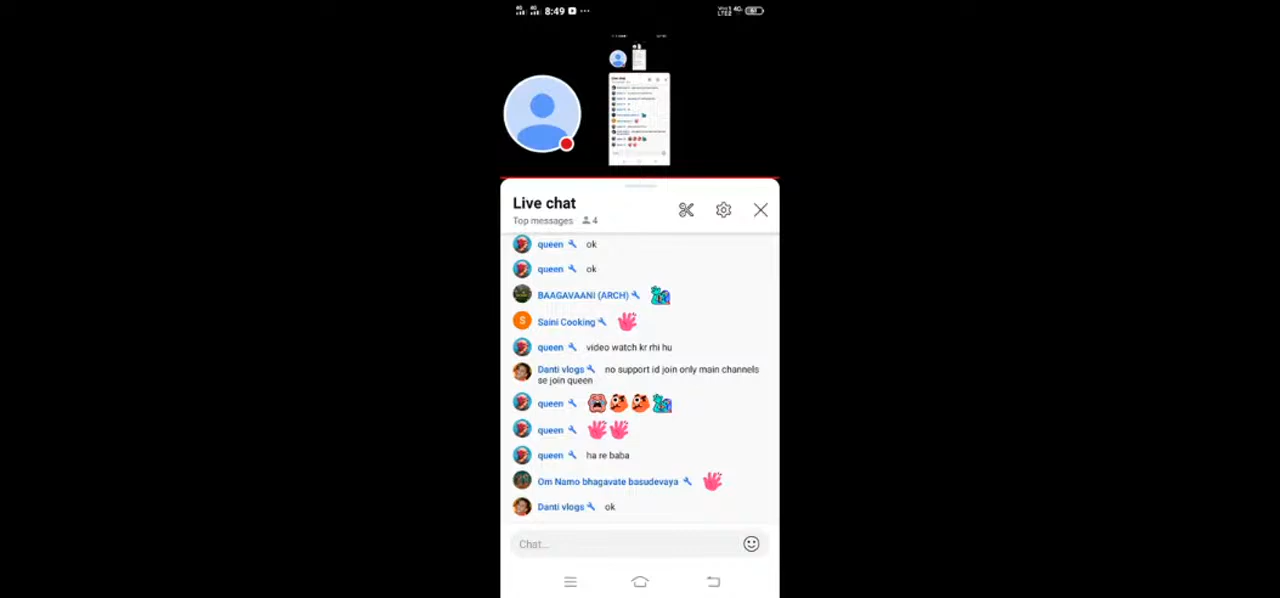 8:49
Live chat
Top messages 4
queen ok
queen ok
BAAGAVAANI (ARCH)
S Saini Cooking
queen video watch kr rhi hu
Danti vlogs no support id join only main channels
se join queen
queen
queen
queen ha re baba
Om Namo bhagavate basudevaya
Danti vlogs ok
Chat...